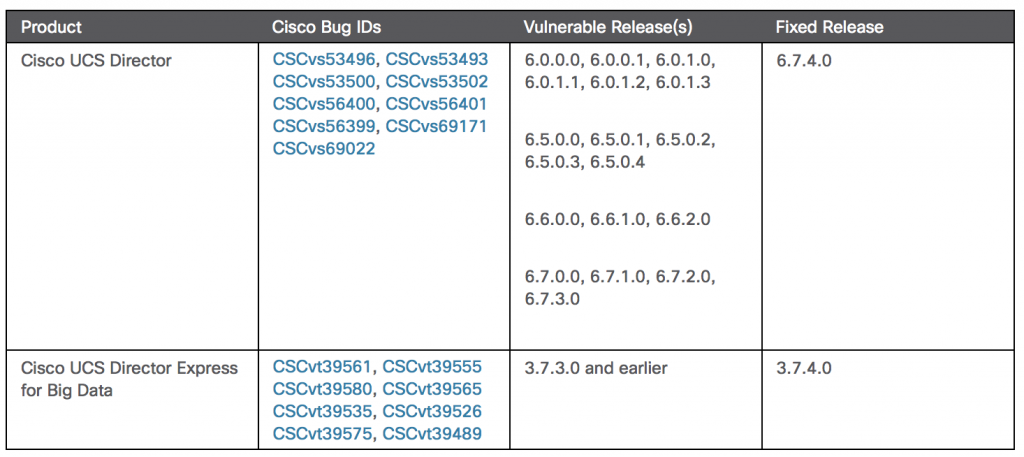 Product Cisco Bug IDs Vulnerable Release(s) Fixed Release
Cisco UCS Director
CSCvs53496, CSCvs53493
CSCvs53500, CSCvs53502
CSCvs56400, CSCvs56401
CSCvs56399, CSCvs69171
CSCvs69022
6.0.0.0, 6.0.0.1, 6.0.1.0,
6.0.1.1, 6.0.1.2, 6.0.1.3
6.5.0.0, 6.5.0.1, 6.5.0.2,
6.5.0.3, 6.5.0.4
6.6.0.0, 6.6.1.0, 6.6.2.0
6.7.0.0, 6.7.1.0, 6.7.2.0,
6.7.3.0
6.7.4.0
Cisco UCS Director Express
for Big Data
CSCvt39561, CSCvt39555
CSCvt39580, CSCvt39565
CSCvt39535, CSCvt39526
CSCvt39575, CSCvt39489
3.7.3.0 and earlier
3.7.4.0